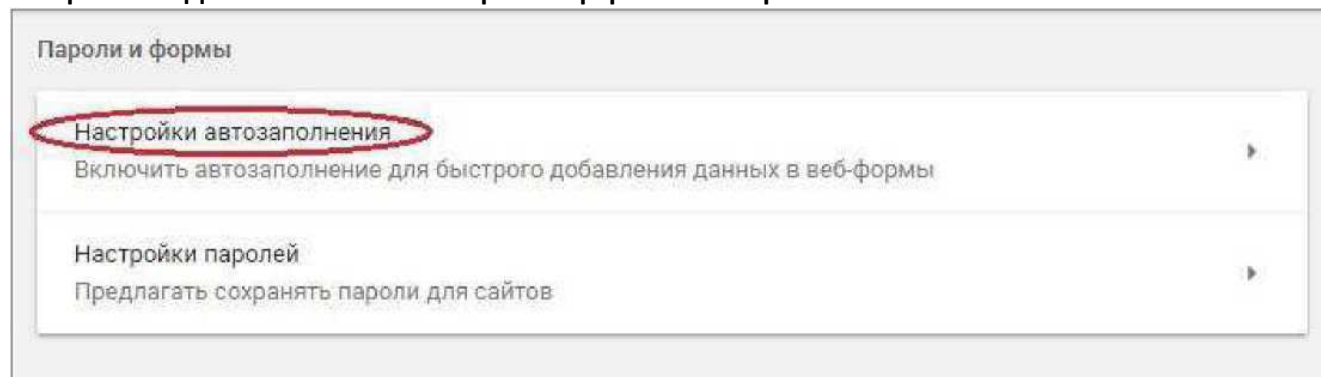 Пароли и формы
Настройки автозаполнения
Включить автозаполнение для быстрого добавления данных в веб-формы
Настройки паролей
Предлагать сохранять пароли для сайтов